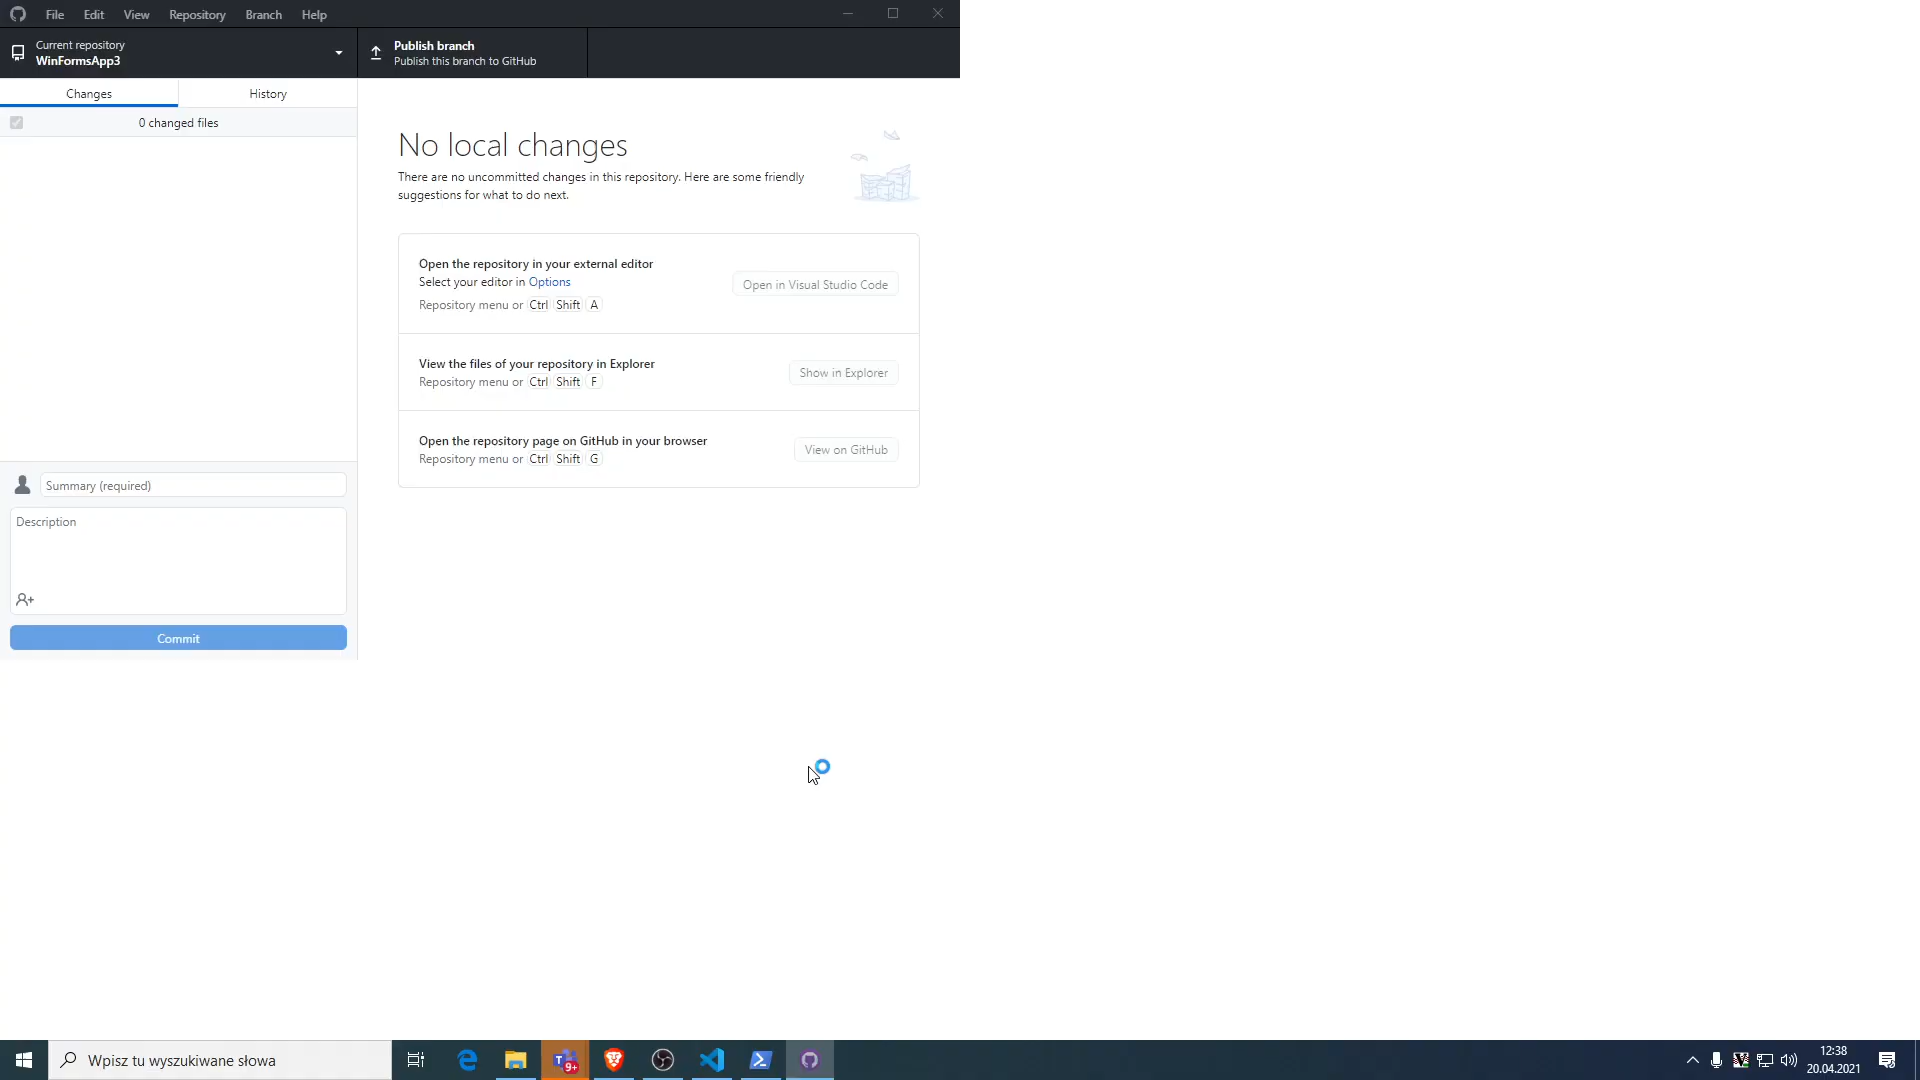 File Edit View Repository Branch Help
Current repository
WinFormsApp3
Publish branch
Publish this branch to GitHub
Changes History
0 changed files
No local changes
There are no uncommitted changes in this repository. Here are some friendly
suggestions for what to do next.
Open the repository in your external editor
Select your editor in Options
Repository menu or Ctrl Shift A
Open in Visual Studio Code
View the files of your repository in Explorer
Repository menu or Ctrl Shift F
Show in Explorer
Open the repository page on GitHub in your browser
Repository menu or Ctrl Shift G
View on GitHub
Summary (required)
Description
Commit
Wpisz tu wyszukiwane słowa
T
9+
12:38
20.04.2021